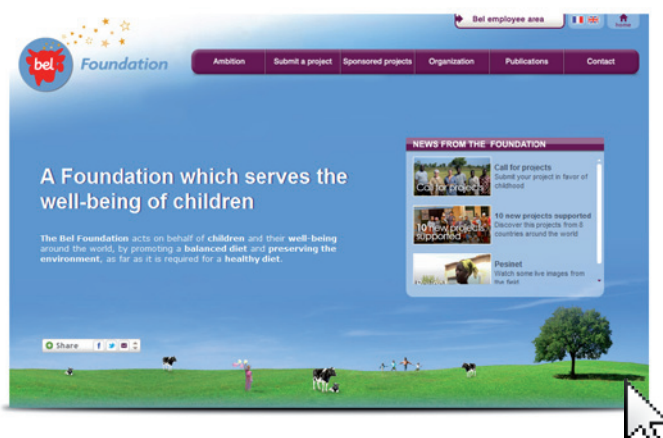 Bel employee area
home
bel
Foundation
Ambition
Submit a project
Sponsored projects
Organization
Publications
Contact
A Foundation which serves the
well-being of children
The Bel Foundation acts on behalf of children and their well-being
around the world, by promoting a balanced diet and preserving the
environment, as far as it is required for a healthy diet.
NEWS FROM THE FOUNDATION
Call for projects
Call for projects
Submit your project in favor of
childhood
10 new projects
supported
10 new projects supported
Discover this projects from 8
countries around the world
Pesinet
Watch some live images from
the field
Share
f